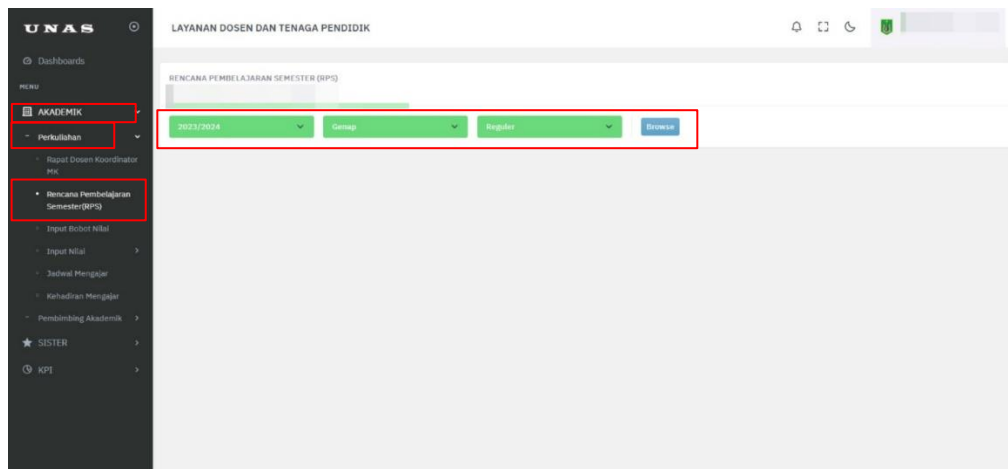 UNAS
LAYANAN DOSEN DAN TENAGA PENDIDIK
Dashboards
MENU
AKADEMIK
Perkuliahan
Rapat Dosen Koordinator
MK
Rencana Pembelajaran
Semester(RPS)
Input Bobot Nilai
Input Nilai
Jadwal Mengajar
Kehadiran Mengajar
Pembimbing Akademik
SISTER
KPI
RENCANA PEMBELAJARAN SEMESTER (RPS)
2023/2024
Genap
Reguler
Browse